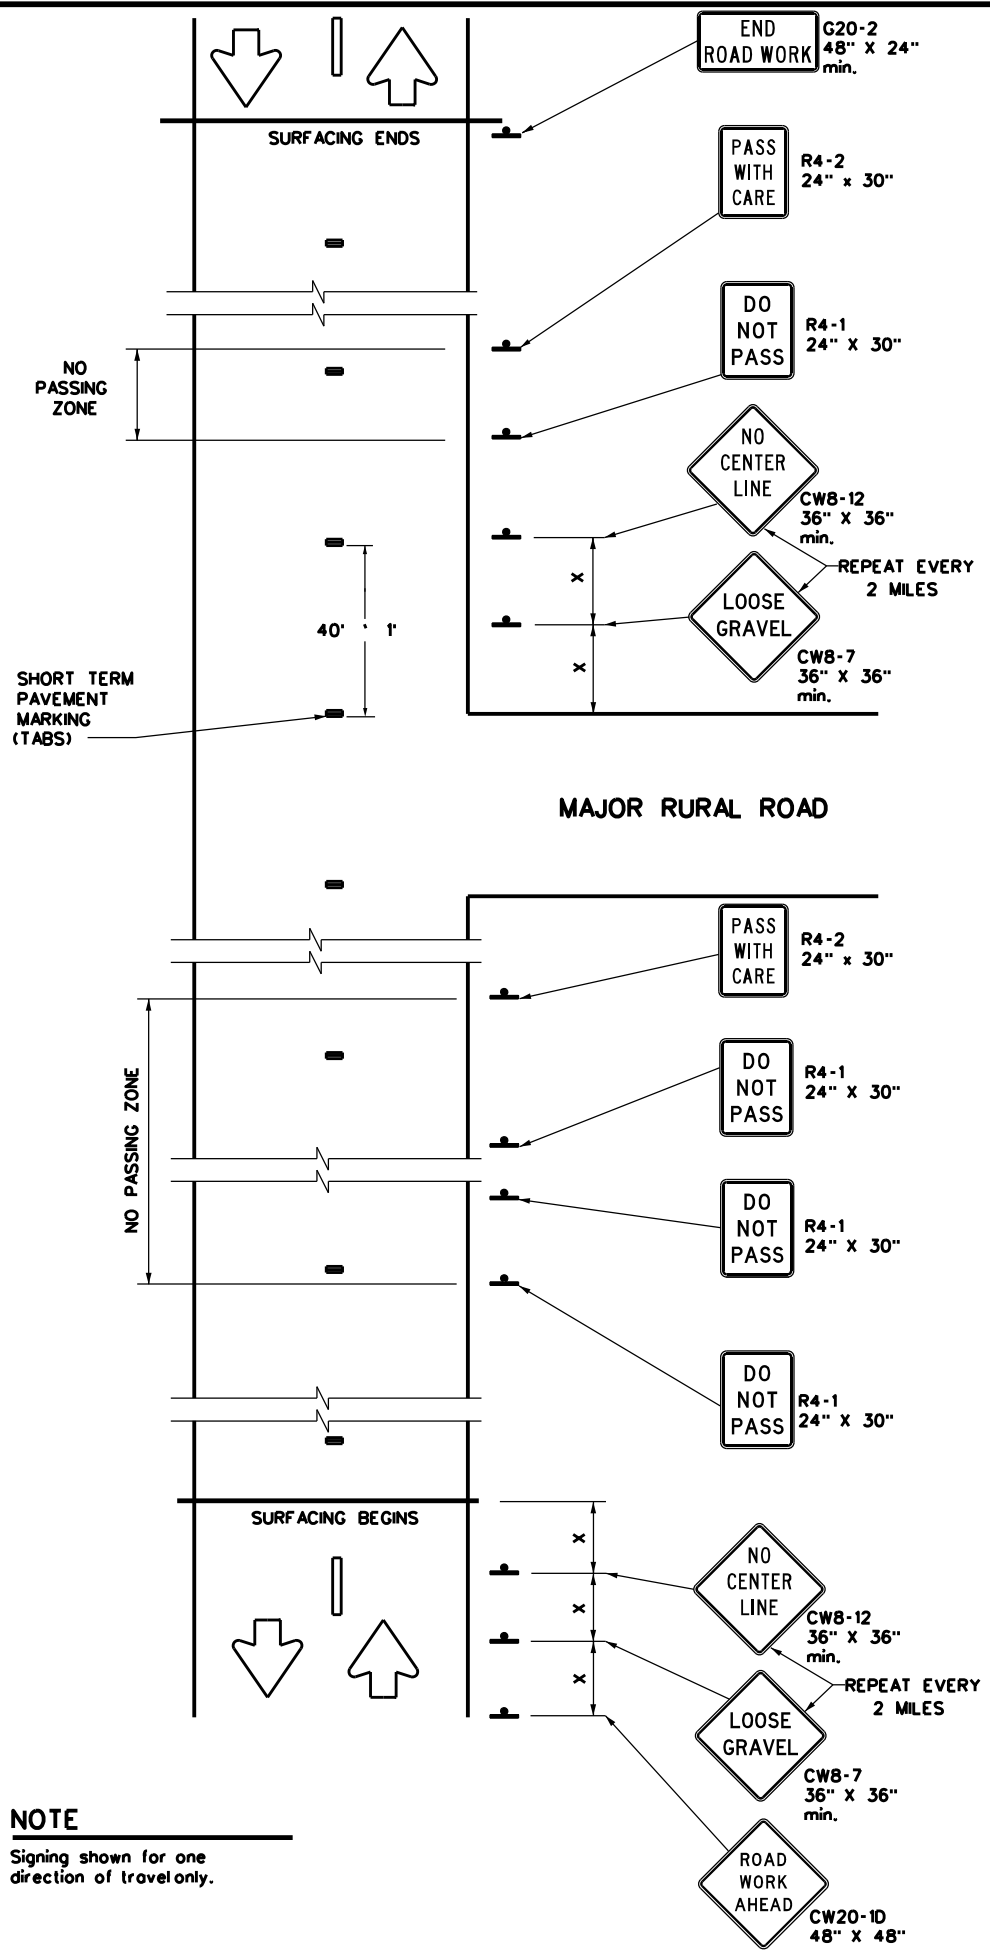 END
ROAD WORK
G20-2
48" X 24"
min.
SURFACING ENDS
PASS
WITH
CARE
R4-2
24" x 30"
DO
NOT
PASS
R4-1
24" X 30"
NO
PASSING
ZONE
NO
CENTER
LINE
CW8-12
36" X 36"
min.
REPEAT EVERY
2 MILES
X
LOOSE
GRAVEL
CW8-7
36" X 36"
min.
X
40' ' 1'
SHORT TERM
PAVEMENT
MARKING
(TABS)
MAJOR RURAL ROAD
PASS
WITH
CARE
R4-2
24" x 30"
DO
NOT
PASS
R4-1
24" X 30"
NO PASSING ZONE
DO
NOT
PASS
R4-1
24" X 30"
DO
NOT
PASS
R4-1
24" X 30"
SURFACING BEGINS
X
NO
CENTER
LINE
CW8-12
36" X 36"
min.
X
REPEAT EVERY
2 MILES
X
LOOSE
GRAVEL
CW8-7
36" X 36"
min.
ROAD
WORK
AHEAD
CW20-1D
48" X 48"
NOTE
Signing shown for one
direction of travel only.